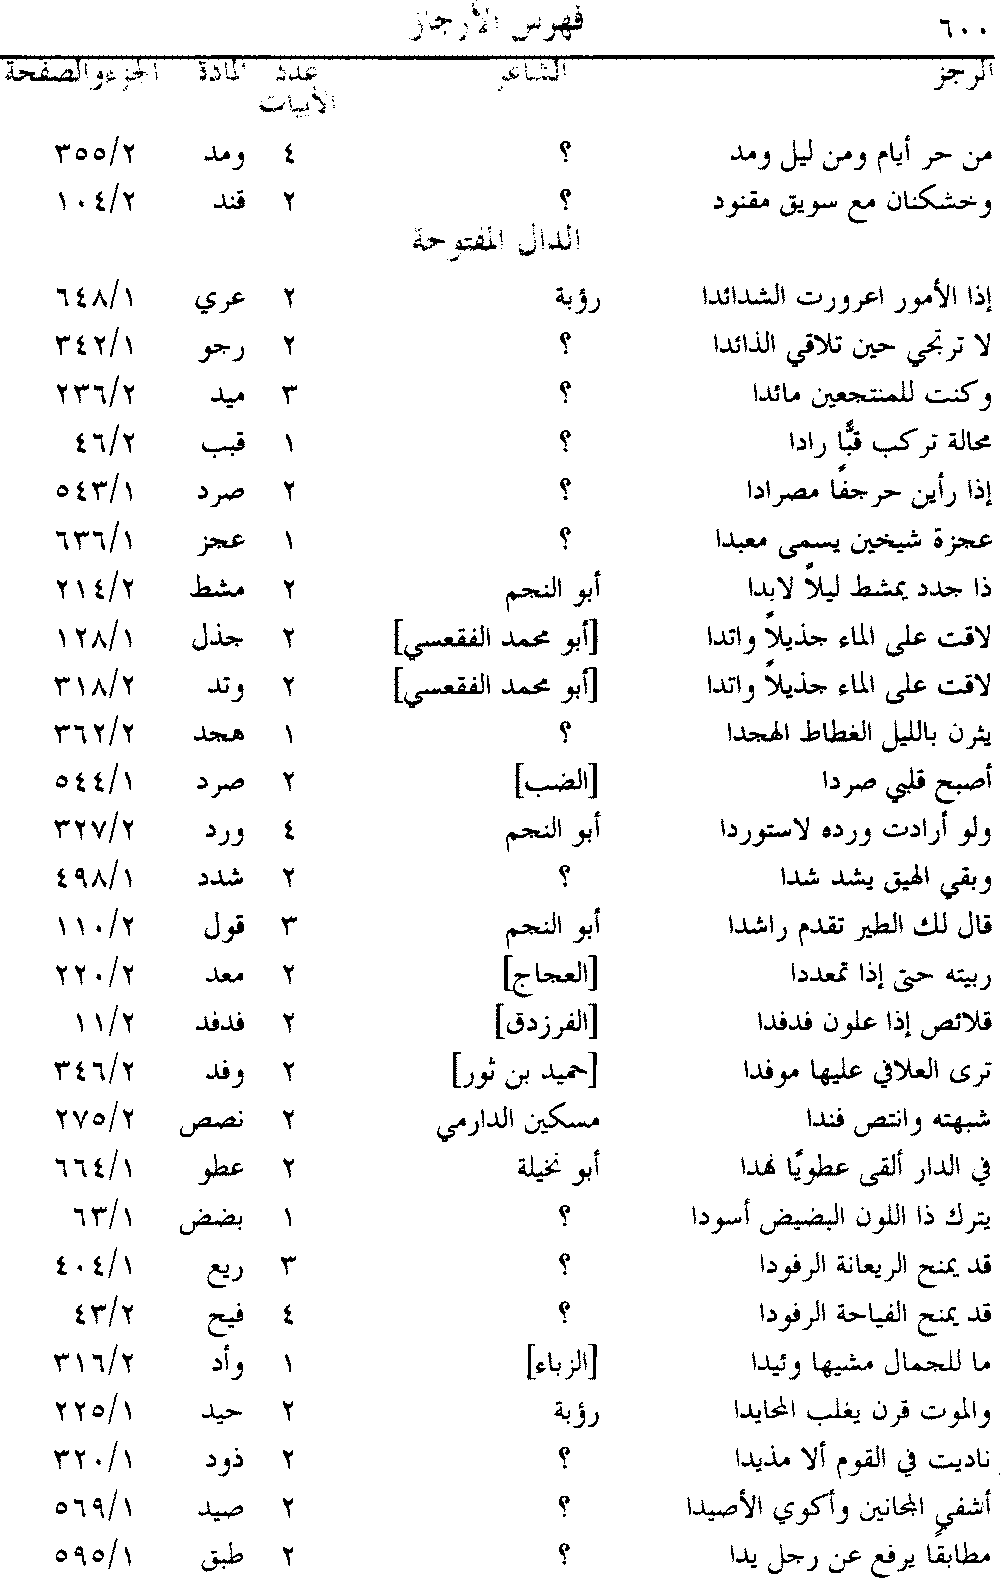 ٦٠٠ فهرس الأرجاز
الرجز الشاعر عدد الأبيات المادة الجزء والصفحة
من حر أيام ومن ليل ومد ؟ ٤ ومد ٣٥٥/٢
وخشكنان مع سويق مقنود ؟ ٢ قند ١٠٤/٢
الدال المفتوحة
إذا الأمور اعرورت الشدائدا رؤبة ٢ عري ٦٤٨/١
لا ترتجي حين تلاقي الذائدا ؟ ٢ رجو ٣٤٢/١
وكنت للمنتجعين مائدا ؟ ٣ ميد ٢٣٦/٢
محالة تركب قبًّا رادا ؟ ١ قبب ٤٦/٢
إذا رأين حرجفًا مصرادا ؟ ٢ صرد ٥٤٣/١
عجزة شيخين يسمى معبدا ؟ ١ عجز ٦٣٦/١
ذا جدد يمشط ليلاً لابدا أبو النجم ٢ مشط ٢١٤/٢
لاقت على الماء جذيلاً واتدا [أبو محمد الفقعسي] ٢ جذل ١٢٨/١
لاقت على الماء جذيلاً واتدا [أبو محمد الفقعسي] ٢ وتد ٣١٨/٢
يثرن بالليل الغطاط الهجدا ؟ ١ هجد ٣٦٢/٢
أصبح قلبي صردا [الضب] ٢ صرد ٥٤٤/١
ولو أرادت ورده لاستوردا أبو النجم ٤ ورد ٣٢٧/٢
وبقي الهيق يشد شدا ؟ ٢ شدد ٤٩٨/١
قال لك الطير تقدم راشدا أبو النجم ٣ قول ١١٠/٢
ربيته حتى إذا تمعددا [العجاج] ٢ معد ٢٢٠/٢
قلائص إذا علون فدفدا [الفرزدق] ٢ فدفد ١١/٢
ترى العلافي عليها موفدا [حميد بن ثور] ٢ وفد ٣٤٦/٢
شبهته وانتص فندا مسكين الدارمي ٢ نصص ٢٧٥/٢
في الدار ألقى عطويًا نهدا أبو نخيلة ٢ عطو ٦٦٤/١
يترك ذا اللون البضيض أسودا ؟ ١ بضض ٦٣/١
قد يمنح الريعانة الرفودا ؟ ٣ ريع ٤٠٤/١
قد يمنح الفياحة الرفودا ؟ ٤ فيح ٤٣/٢
ما للجمال مشيها وئيدا [الزباء] ١ وأد ٣١٦/٢
والموت قرن يغلب المحايدا رؤبة ٢ حيد ٢٢٥/١
ناديت في القوم ألا مذيدا ؟ ٢ ذود ٣٢٠/١
أشفي المجانين وأكوي الأصيدا ؟ ٢ صيد ٥٦٩/١
مطابقًا يرفع عن رجل يدا ؟ ٢ طبق ٥٩٥/١